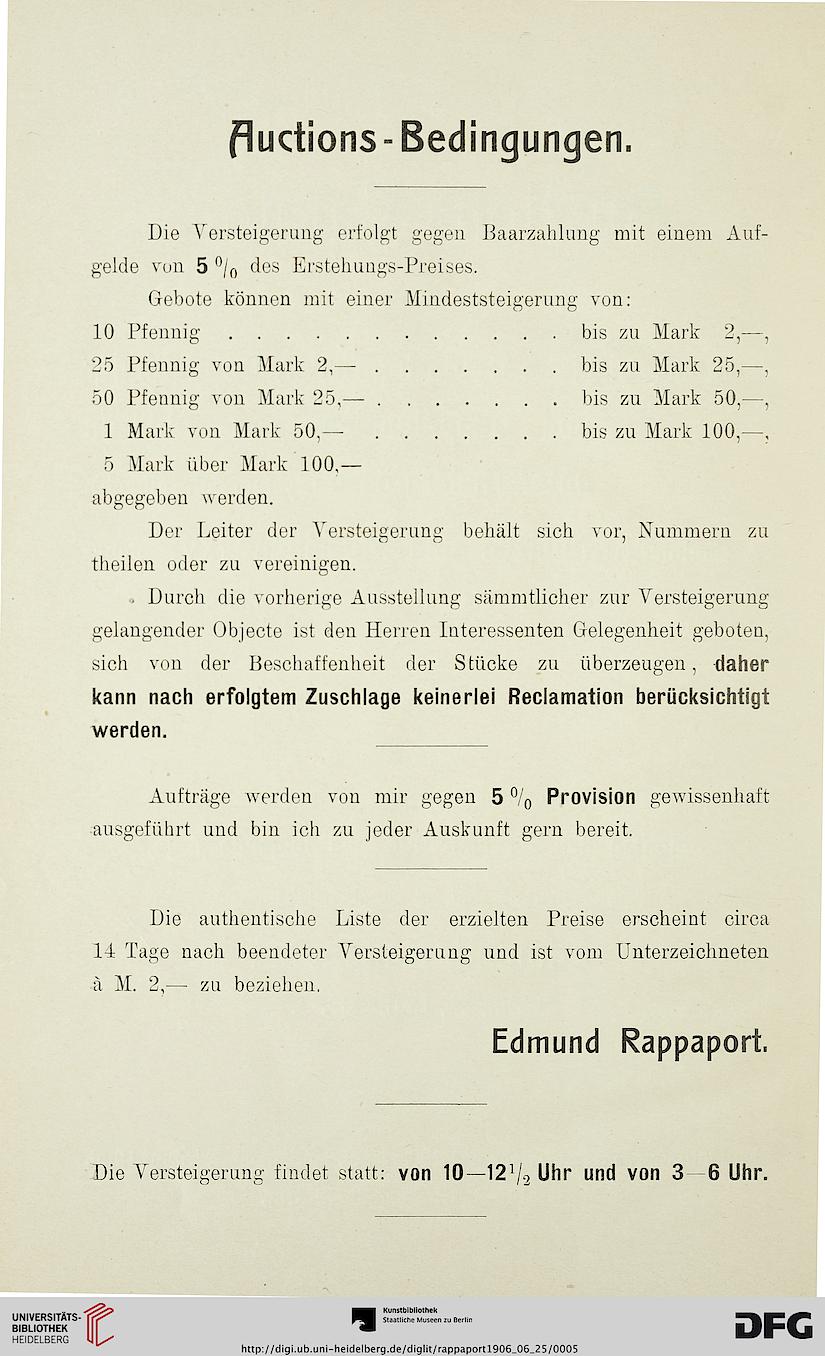 Auctions-Bedingungen.
Die Versteigerung erfolgt gegen Baarzahlung mit einem Auf-
gelde von 5 % des Erstehungs-Preises.
Gebote können mit einer Mindeststeigerung von:
10 Pfennig . . . . . . . . . . . . bis zu Mark 2,—,
25 Pfennig von Mark 2,— . . . . . . . bis zu Mark 25,—,
50 Pfennig von Mark 25,— . . . . . . . bis zu Mark 50,—,
1 Mark von Mark 50,— . . . . . . . bis zu Mark 100,—,
5 Mark über Mark 100,—
abgegeben werden.
Der Leiter der Versteigerung behält sich vor, Nummern zu
theilen oder zu vereinigen.
Durch die vorherige Ausstellung sämmtlicher zur Versteigerung
gelangender Objecte ist den Herren Interessenten Gelegenheit geboten,
sich von der Beschaffenheit der Stücke zu überzeugen, daher
kann nach erfolgtem Zuschlage keinerlei Reclamation berücksichtigt
werden.
Aufträge werden von mir gegen 5 % Provision gewissenhaft
ausgeführt und bin ich zu jeder Auskunft gern bereit.
Die authentische Liste der erzielten Preise erscheint circa
14 Tage nach beendeter Versteigerung und ist vom Unterzeichneten
à M. 2,— zu beziehen.
Edmund Rappaport.
Die Versteigerung findet statt: von 10—12½ Uhr und von 3—6 Uhr.
UNIVERSITÄTS-
BIBLIOTHEK
HEIDELBERG
Kunstbibliothek
Staatliche Museen zu Berlin
DFG
http://digi.ub.uni-heidelberg.de/diglit/rappaport1906_06_25/0005